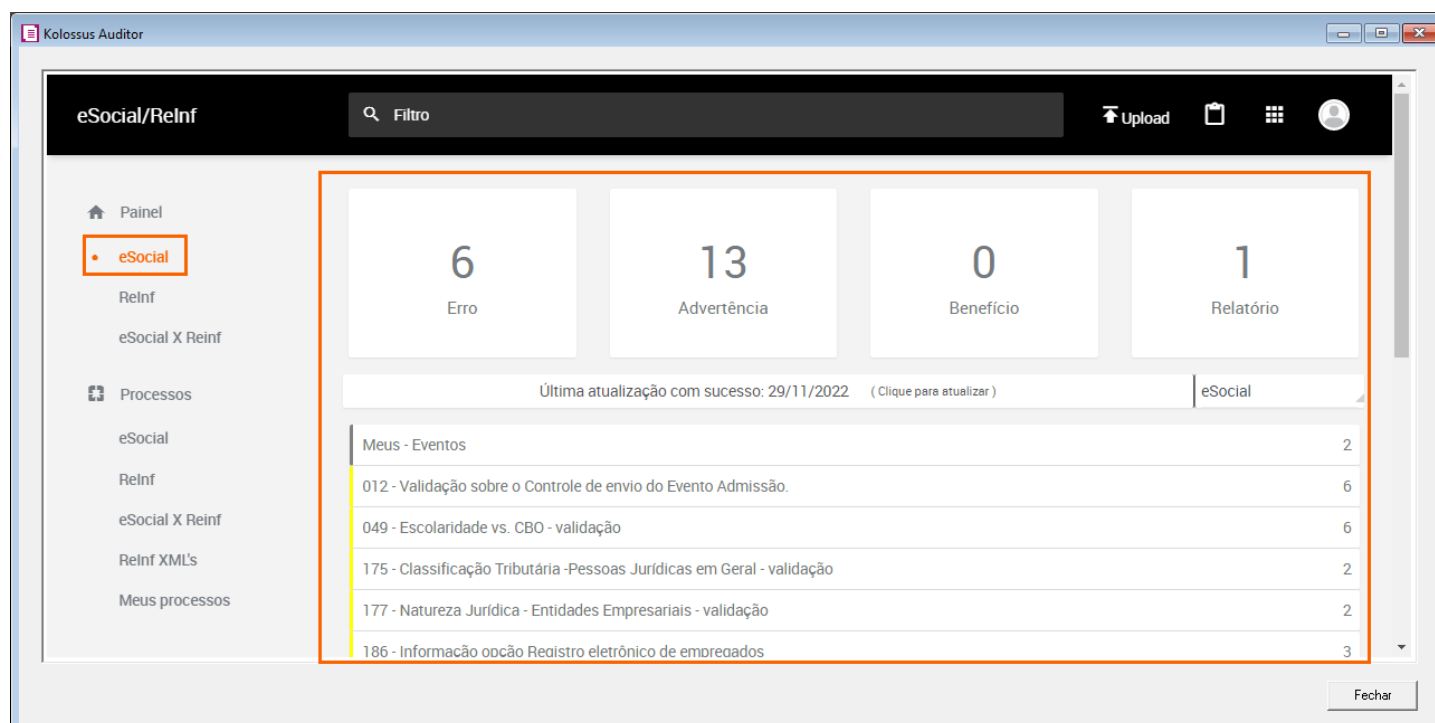 Kolossus Auditor
eSocial/ReInf
Filtro
Upload
Painel
eSocial
ReInf
eSocial X Reinf
Processos
eSocial
ReInf
eSocial X Reinf
ReInf XML's
Meus processos
6
Erro
13
Advertência
0
Benefício
1
Relatório
Última atualização com sucesso: 29/11/2022 ( Clique para atualizar )
eSocial
Meus - Eventos 2
012 - Validação sobre o Controle de envio do Evento Admissão. 6
049 - Escolaridade vs. CBO - validação 6
175 - Classificação Tributária -Pessoas Jurídicas em Geral - validação 2
177 - Natureza Jurídica - Entidades Empresariais - validação 2
186 - Informação opção Registro eletrônico de empregados 3
Fechar